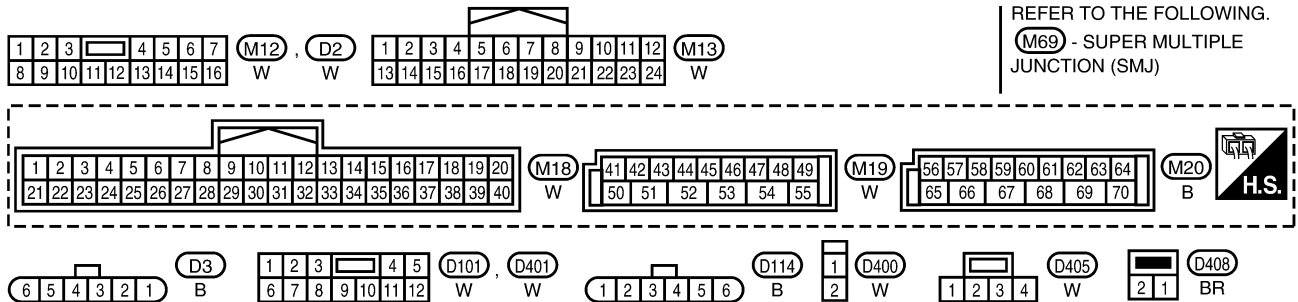 REFER TO THE FOLLOWING.
M69 - SUPER MULTIPLE
JUNCTION (SMJ)
1 2 3 4 5 6 7 M12 , D2
8 9 10 11 12 13 14 15 16 W W
1 2 3 4 5 6 7 8 9 10 11 12 M13
13 14 15 16 17 18 19 20 21 22 23 24 W
1 2 3 4 5 6 7 8 9 10 11 12 13 14 15 16 17 18 19 20 M18
21 22 23 24 25 26 27 28 29 30 31 32 33 34 35 36 37 38 39 40 W
41 42 43 44 45 46 47 48 49 M19
50 51 52 53 54 55 W
56 57 58 59 60 61 62 63 64 M20
65 66 67 68 69 70 B
H.S.
6 5 4 3 2 1 D3
B
1 2 3 4 5 D101 , D401
6 7 8 9 10 11 12 W W
1 2 3 4 5 6 D114
B
1 D400
2 W
1 2 3 4 D405
W
2 1 D408
BR